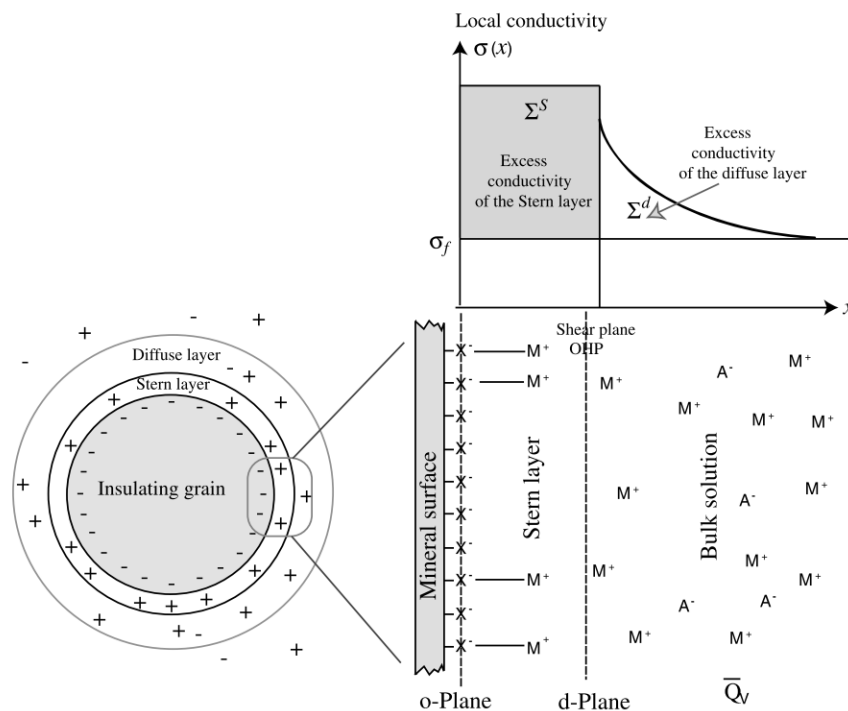 Local conductivity
σ(x)
Σ^S
Excess
conductivity
of the Stern layer
Excess
conductivity
of the diffuse layer
Σ^d
σ_f
x
Diffuse layer
Stern layer
Insulating grain
Mineral surface
Stern layer
Bulk solution
Shear plane
OHP
X⁻ M⁺
X⁻ M⁺
X⁻
X⁻
X⁻
X⁻
X⁻
X⁻ M⁺
X⁻
X⁻ M⁺
M⁺
A⁻
M⁺
M⁺
M⁺
M⁺
M⁺
A⁻
M⁺
M⁺
M⁺
M⁺
A⁻
A⁻
M⁺
M⁺
o-Plane
d-Plane
Q̅_V